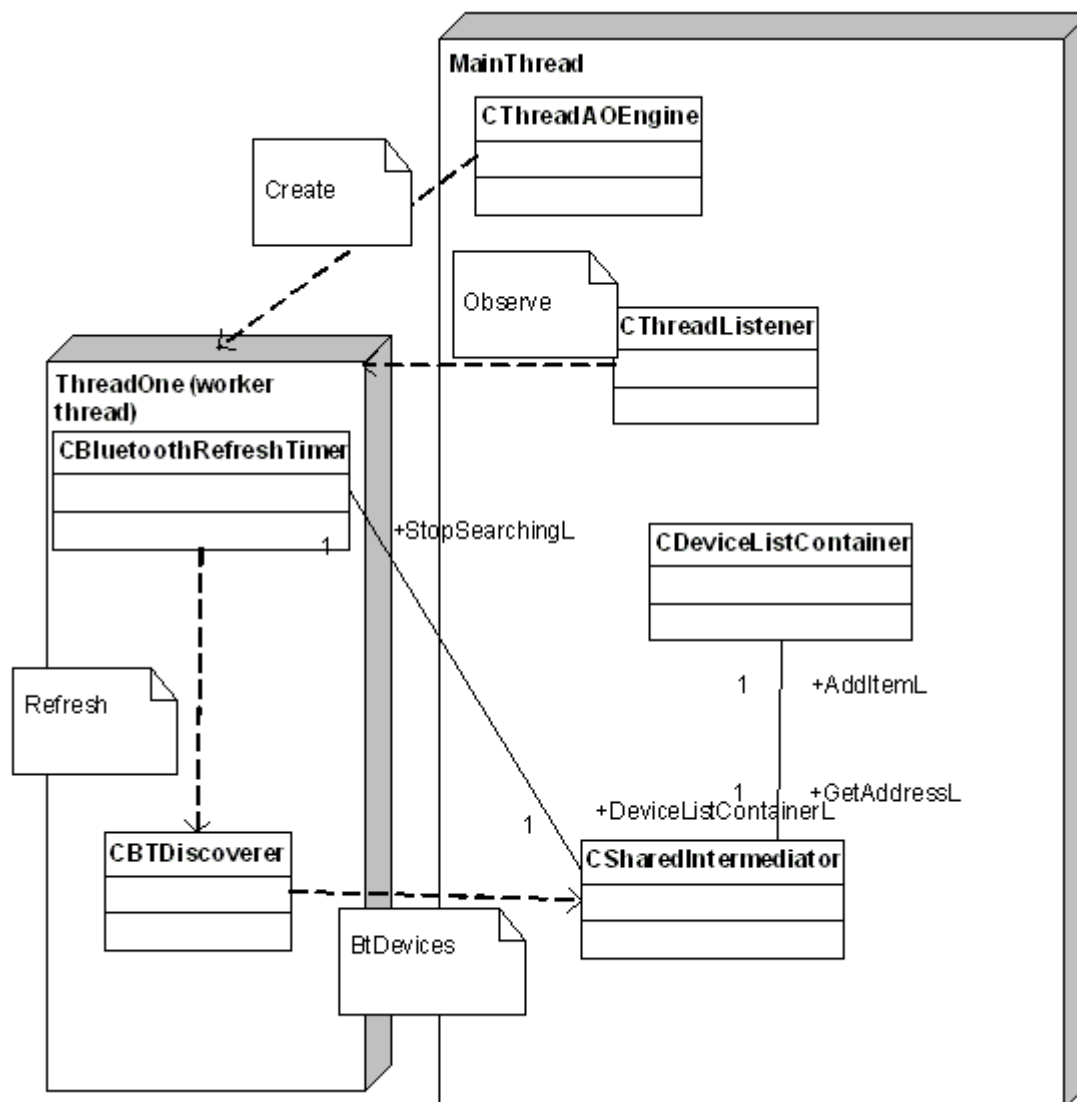 MainThread
CThreadAOEngine
Create
Observe
CThreadListener
ThreadOne (worker
thread)
CBluetoothRefreshTimer
1
+StopSearchingL
CDeviceListContainer
1
+AddItemL
Refresh
1
+GetAddressL
+DeviceListContainerL
1
CBTDiscoverer
CSharedIntermediator
BtDevices